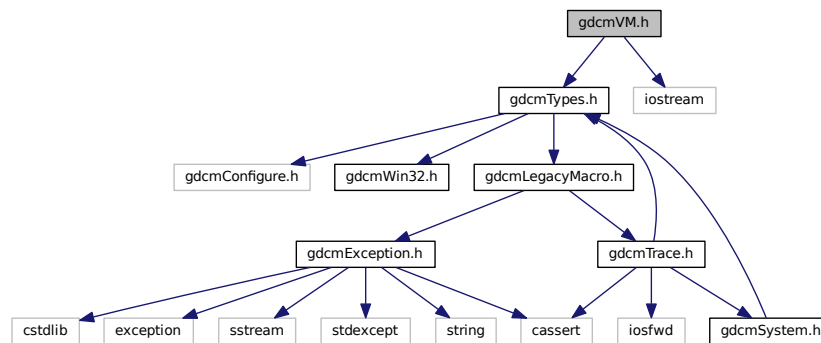 gdcmVM.h
gdcmTypes.h
iostream
gdcmConfigure.h
gdcmWin32.h
gdcmLegacyMacro.h
gdcmException.h
gdcmTrace.h
cstdlib
exception
sstream
stdexcept
string
cassert
iosfwd
gdcmSystem.h